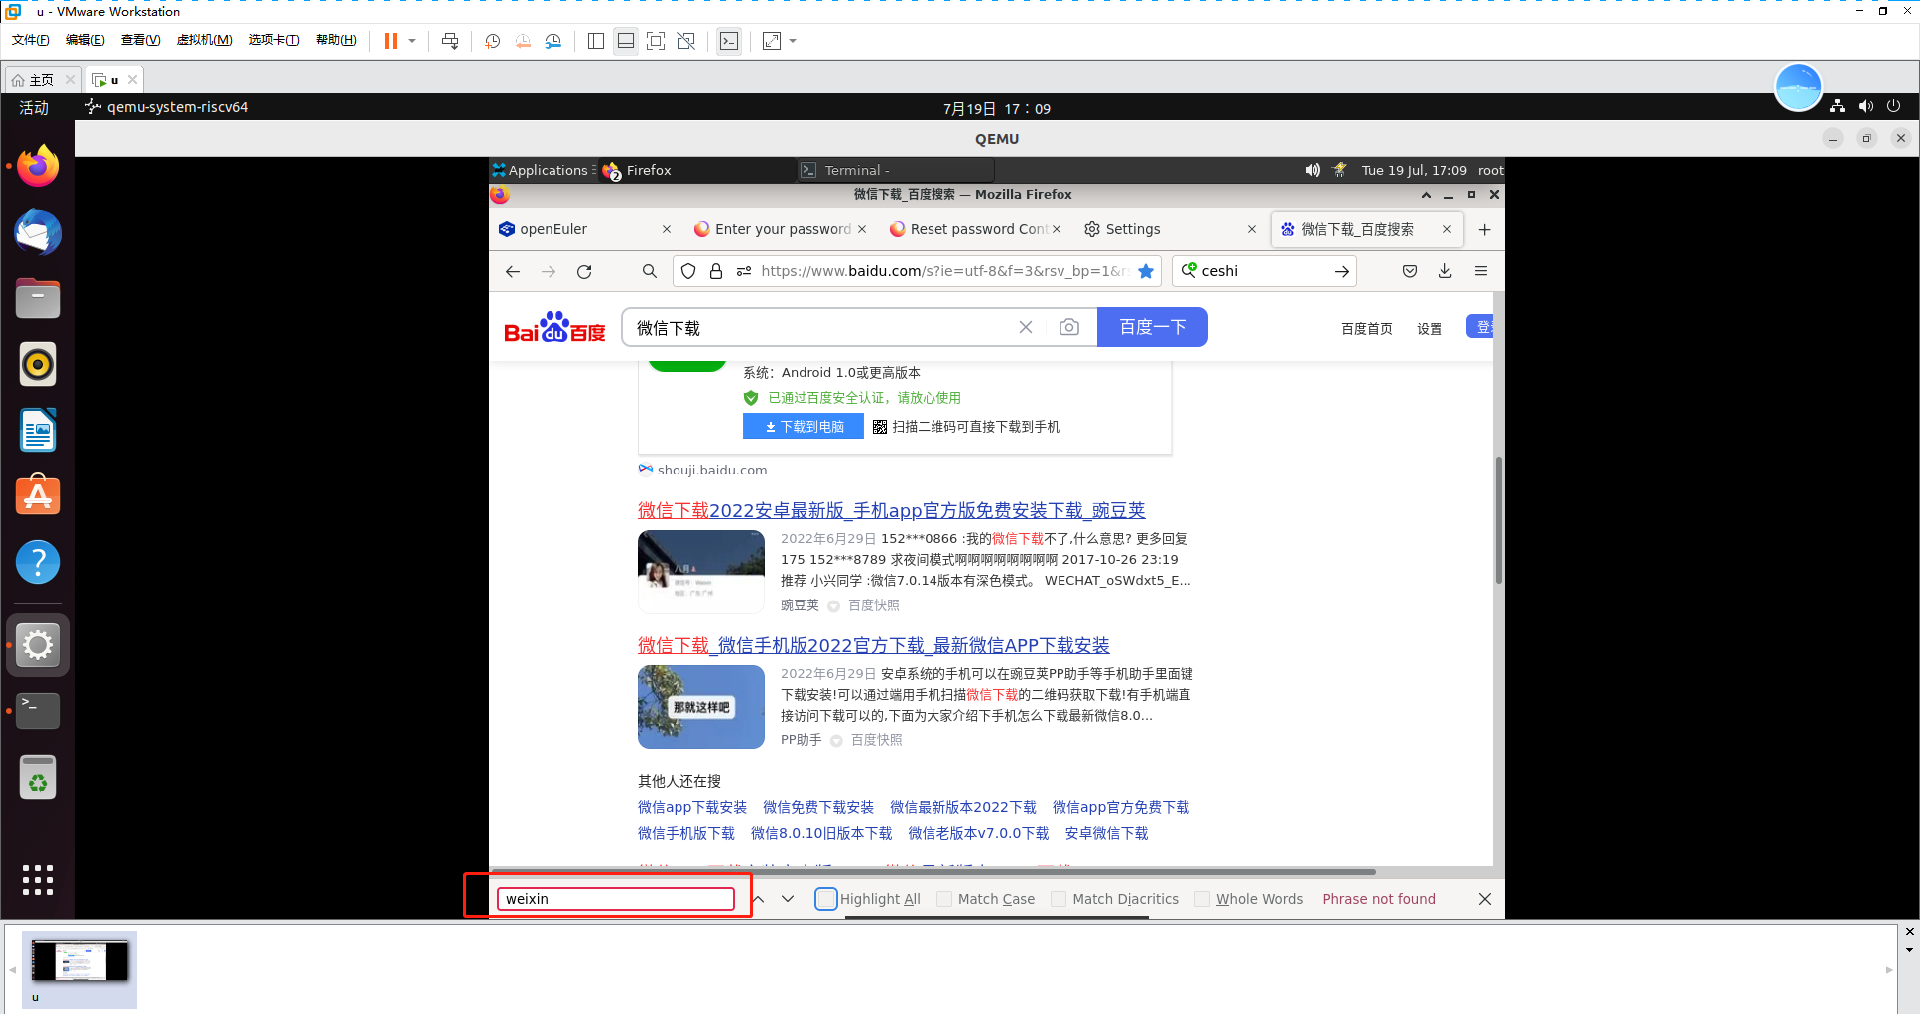 u - VMware Workstation
文件(F) 编辑(E) 查看(V) 虚拟机(M) 选项卡(T) 帮助(H)
主页 u
活动 qemu-system-riscv64 7月19日 17：09
QEMU
Applications Firefox Terminal - Tue 19 Jul, 17:09 root
微信下载_百度搜索 — Mozilla Firefox
openEuler Enter your password Reset password Cont Settings 微信下载_百度搜索
https://www.baidu.com/s?ie=utf-8&f=3&rsv_bp=1&r ceshi
Bai du 百度 微信下载 百度一下 百度首页 设置 登
系统：Android 1.0或更高版本
已通过百度安全认证，请放心使用
下载到电脑 扫描二维码可直接下载到手机
shouji.baidu.com
微信下载2022安卓最新版_手机app官方版免费安装下载_豌豆荚
2022年6月29日 152***0866 :我的微信下载不了,什么意思? 更多回复
175 152***8789 求夜间模式啊啊啊啊啊啊啊啊 2017-10-26 23:19
推荐 小兴同学 :微信7.0.14版本有深色模式。 WECHAT_oSWdxt5_E...
八月
豌豆荚 百度快照
微信下载_微信手机版2022官方下载_最新微信APP下载安装
2022年6月29日 安卓系统的手机可以在豌豆荚PP助手等手机助手里面键
下载安装!可以通过端用手机扫描微信下载的二维码获取下载!有手机端直
接访问下载可以的,下面为大家介绍下手机怎么下载最新微信8.0...
那就这样吧
PP助手 百度快照
其他人还在搜
微信app下载安装 微信免费下载安装 微信最新版本2022下载 微信app官方免费下载
微信手机版下载 微信8.0.10旧版本下载 微信老版本v7.0.0下载 安卓微信下载
weixin Highlight All Match Case Match Diacritics Whole Words Phrase not found
u